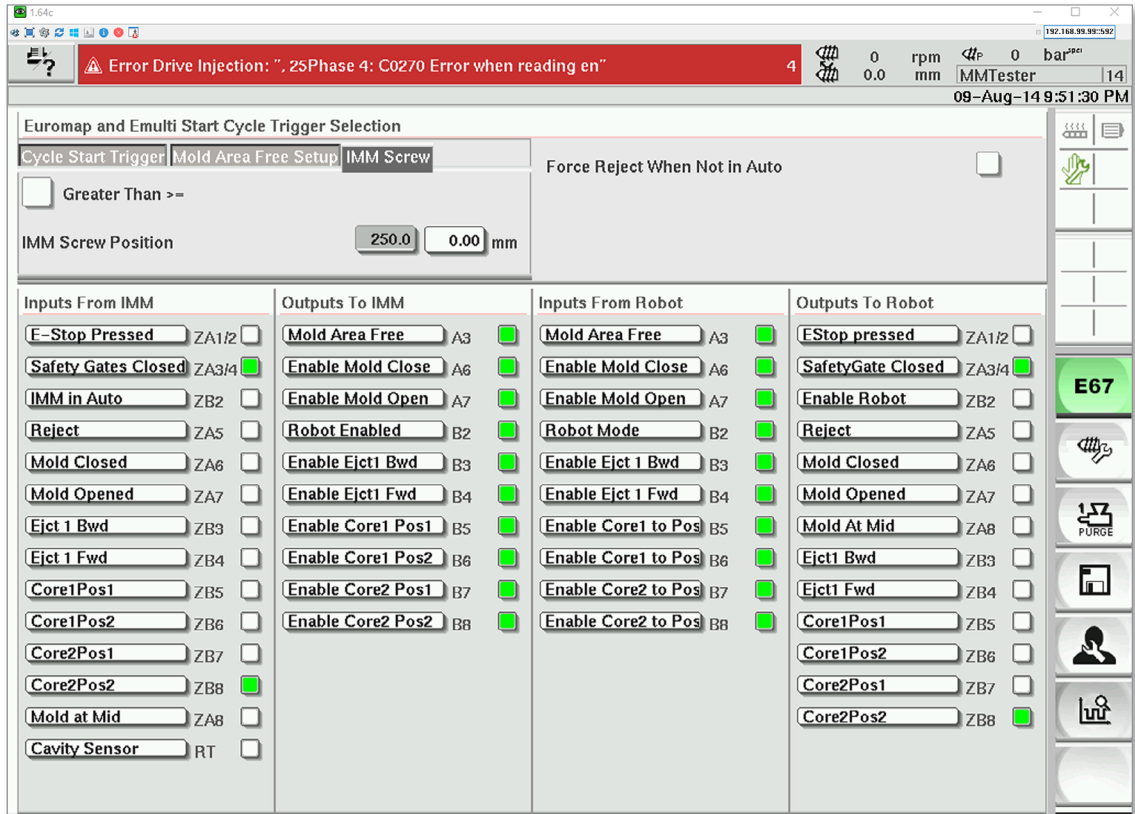 1.64c
192.168.99.99::592
Error Drive Injection: ", 25Phase 4: C0270 Error when reading en" 4
0 rpm P 0 bar spei
0.0 mm MMTester 14
09-Aug-14 9:51:30 PM
Euromap and Emulti Start Cycle Trigger Selection
Cycle Start Trigger Mold Area Free Setup IMM Screw
Force Reject When Not in Auto
Greater Than >=
IMM Screw Position 250.0 0.00 mm
Inputs From IMM
E-Stop Pressed ZA1/2
Safety Gates Closed ZA3/4
IMM in Auto ZB2
Reject ZA5
Mold Closed ZA6
Mold Opened ZA7
Ejct 1 Bwd ZB3
Ejct 1 Fwd ZB4
Core1Pos1 ZB5
Core1Pos2 ZB6
Core2Pos1 ZB7
Core2Pos2 ZB8
Mold at Mid ZA8
Cavity Sensor RT
Outputs To IMM
Mold Area Free A3
Enable Mold Close A6
Enable Mold Open A7
Robot Enabled B2
Enable Ejct1 Bwd B3
Enable Ejct1 Fwd B4
Enable Core1 Pos1 B5
Enable Core1 Pos2 B6
Enable Core2 Pos1 B7
Enable Core2 Pos2 B8
Inputs From Robot
Mold Area Free A3
Enable Mold Close A6
Enable Mold Open A7
Robot Mode B2
Enable Ejct 1 Bwd B3
Enable Ejct 1 Fwd B4
Enable Core1 to Pos B5
Enable Core1 to Pos B6
Enable Core2 to Pos B7
Enable Core2 to Pos B8
Outputs To Robot
EStop pressed ZA1/2
SafetyGate Closed ZA3/4
Enable Robot ZB2
Reject ZA5
Mold Closed ZA6
Mold Opened ZA7
Mold At Mid ZA8
Ejct1 Bwd ZB3
Ejct1 Fwd ZB4
Core1Pos1 ZB5
Core1Pos2 ZB6
Core2Pos1 ZB7
Core2Pos2 ZB8
E67
PURGE